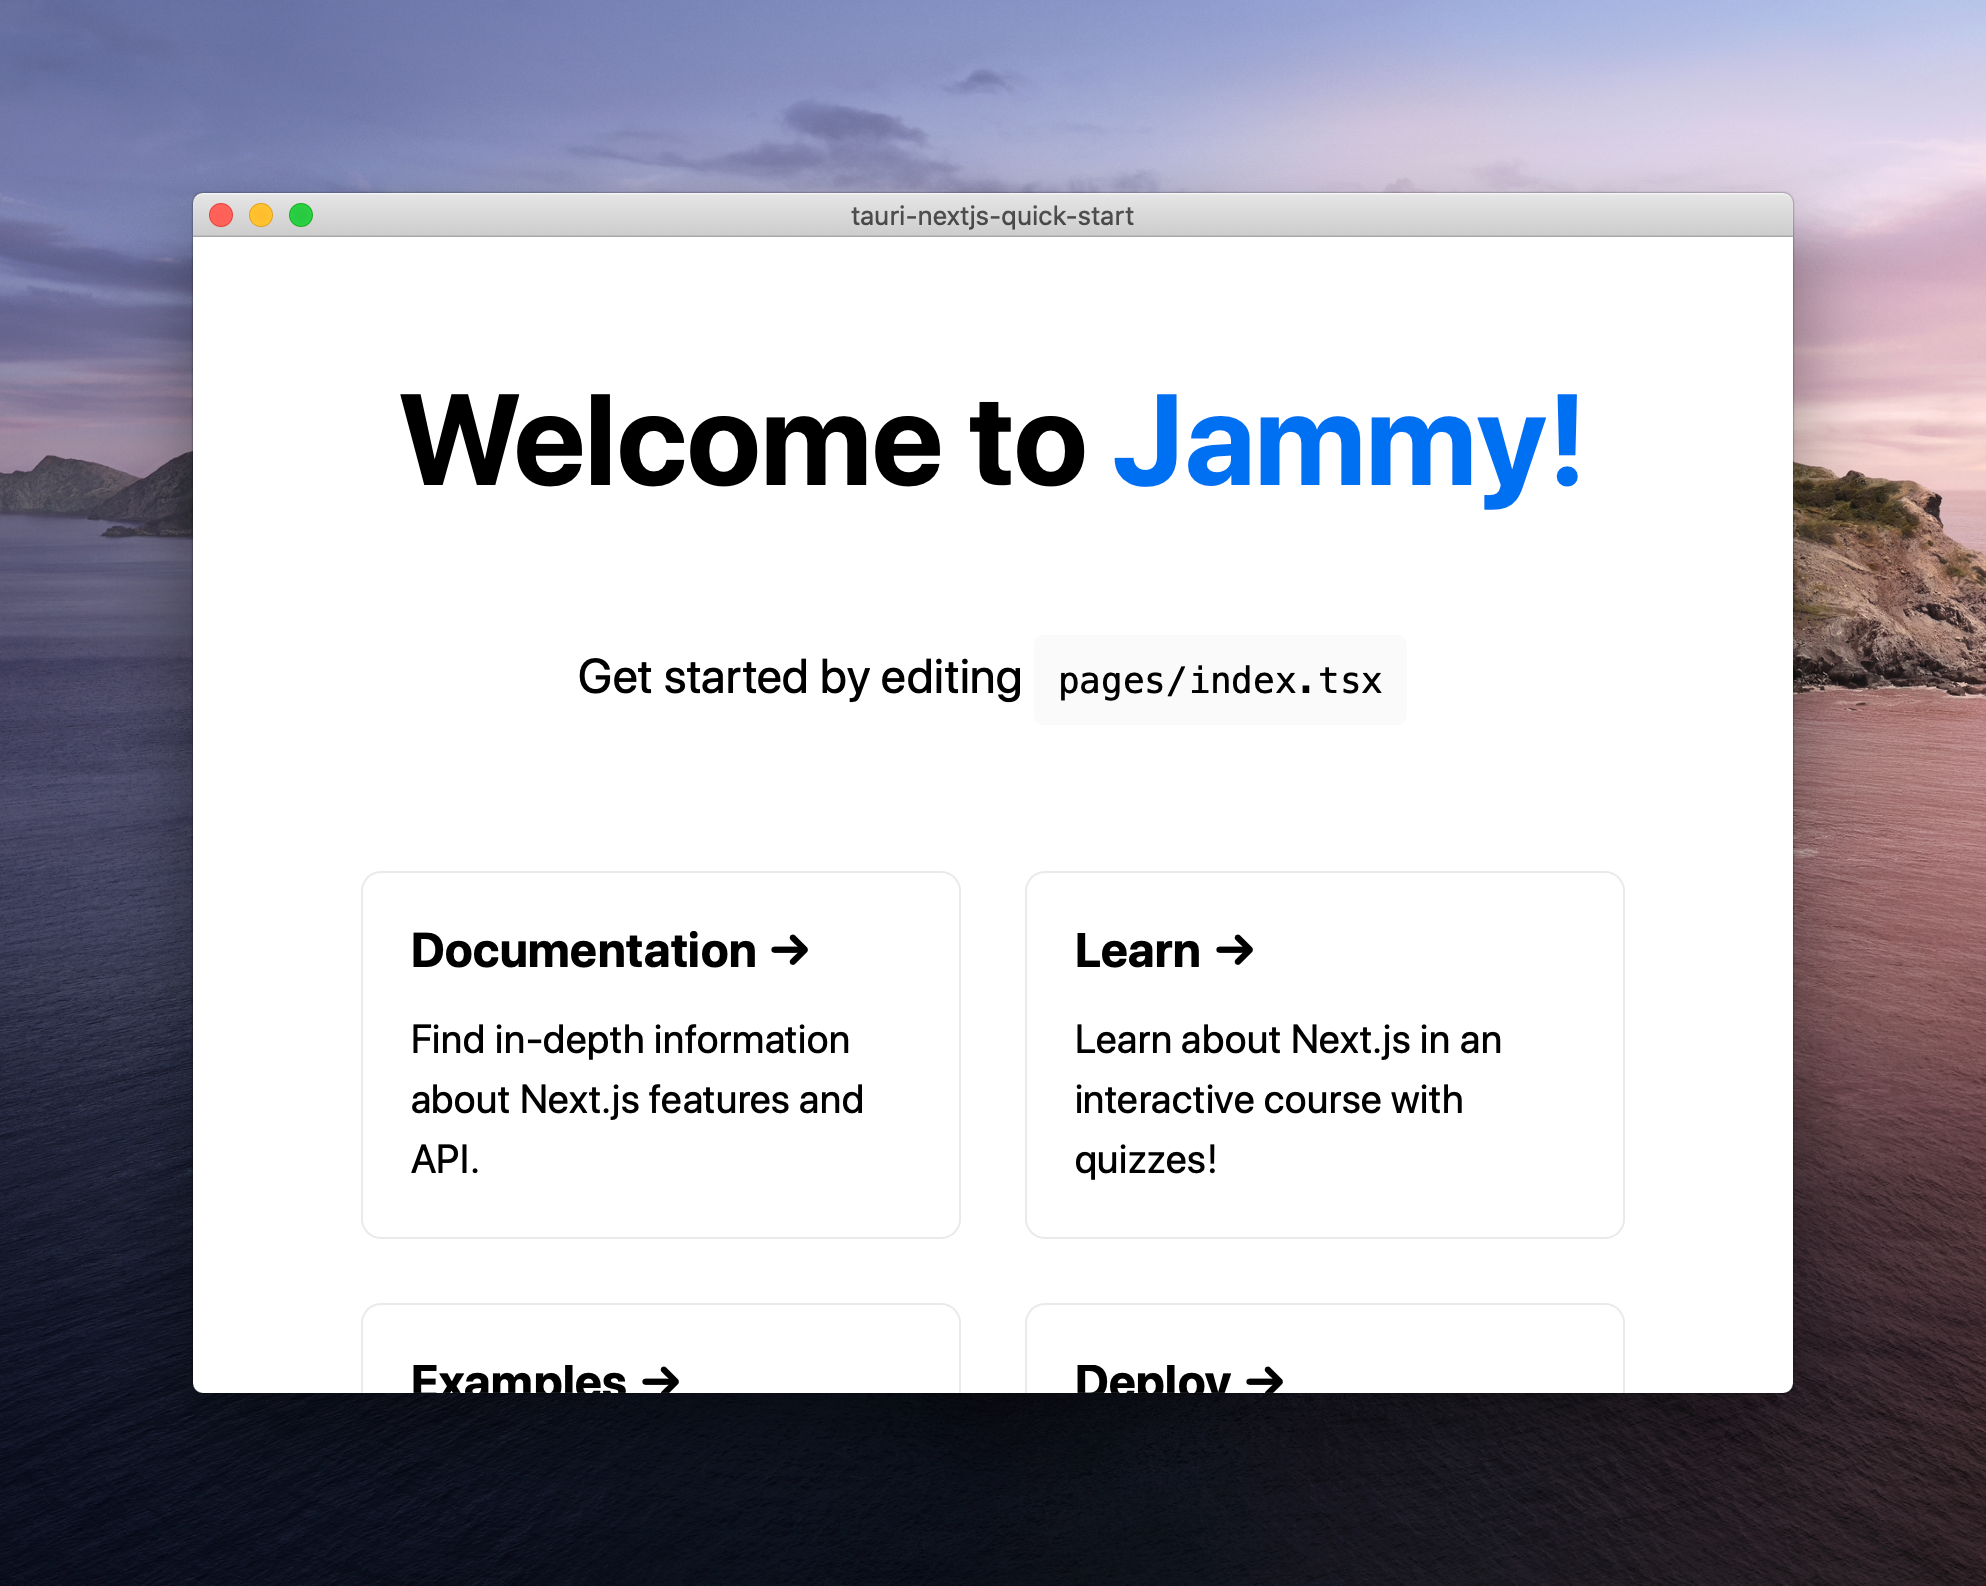 tauri-nextjs-quick-start
Welcome to Jammy!
Get started by editing pages/index.tsx
Documentation →
Find in-depth information
about Next.js features and
API.
Learn →
Learn about Next.js in an
interactive course with
quizzes!
Examples →
Deploy →